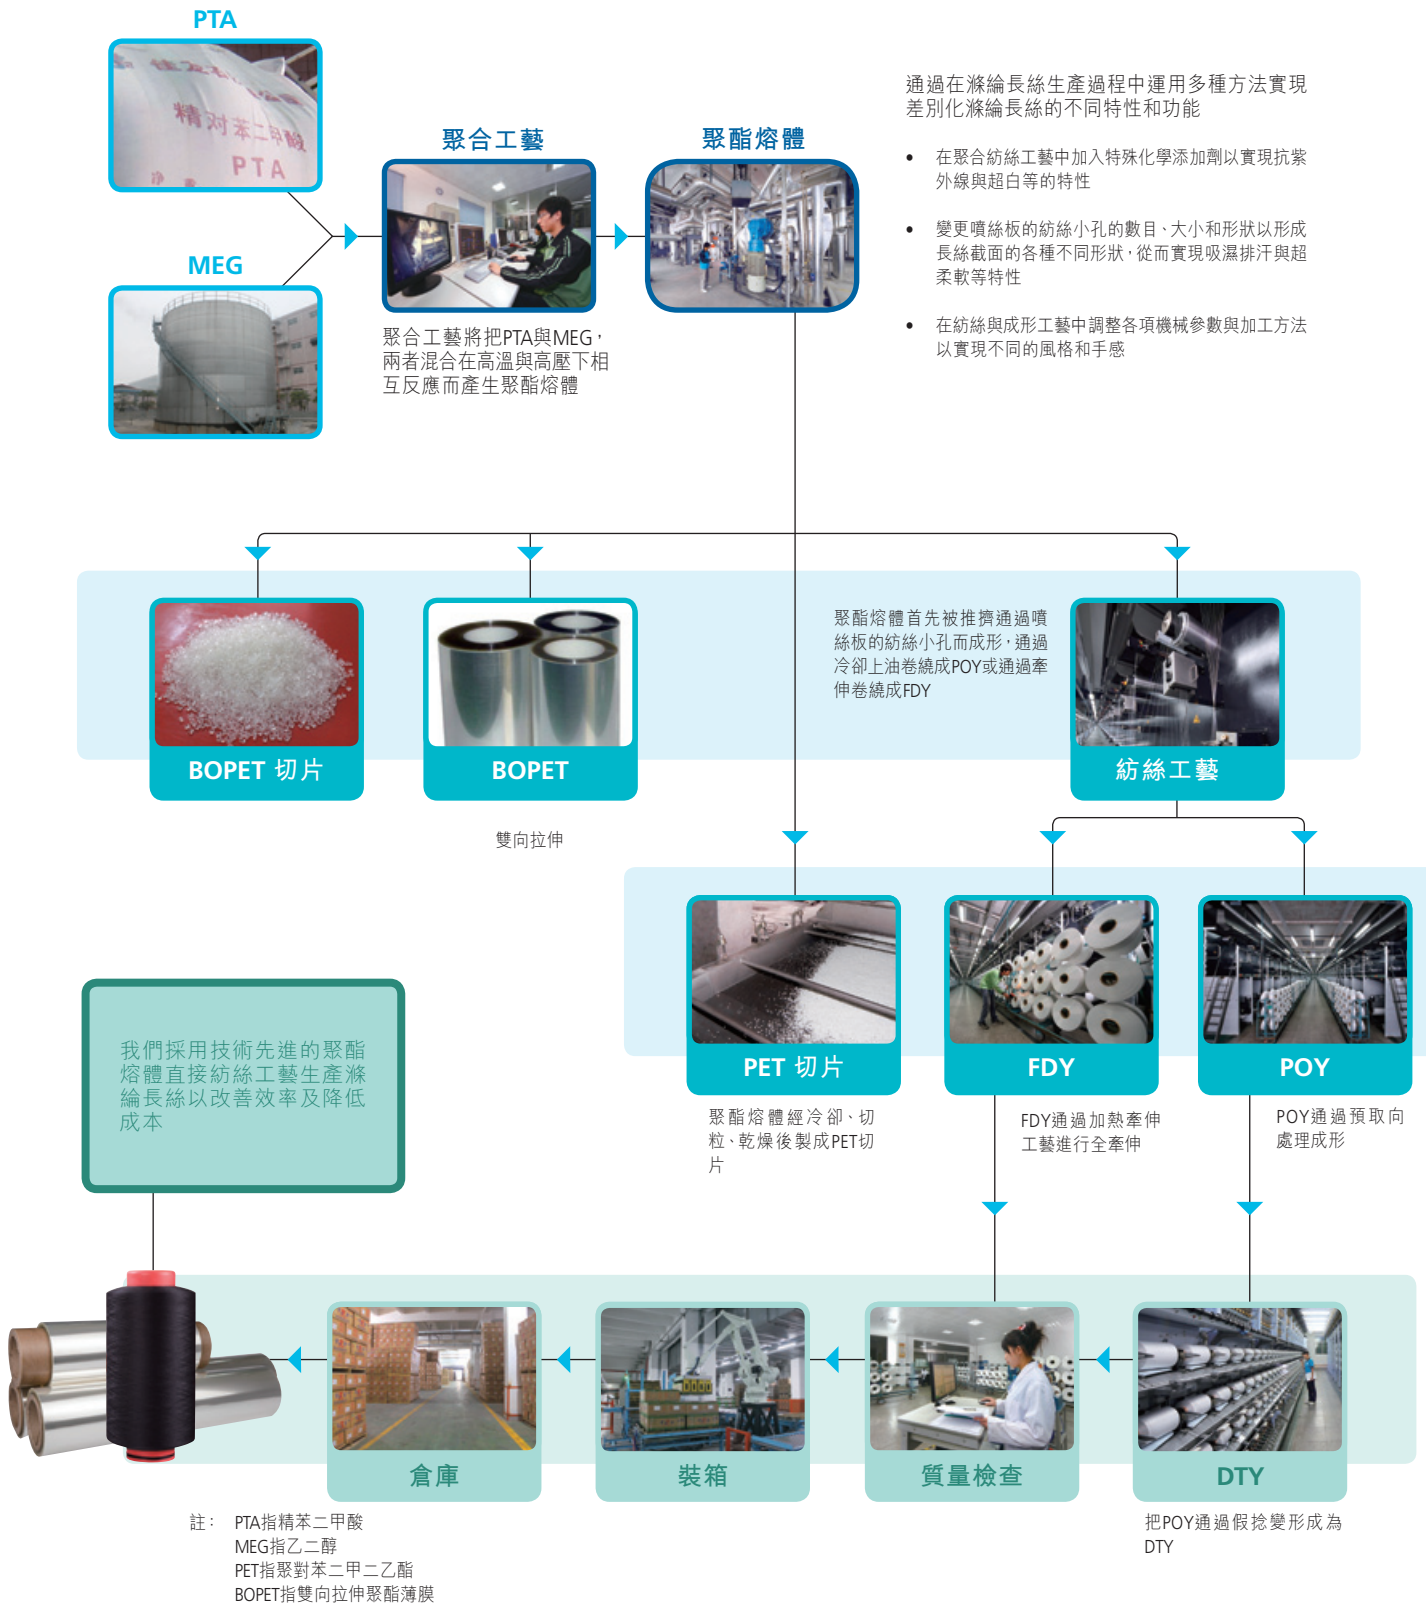 PTA
精对苯二甲酸
PTA
MEG
聚合工藝
聚合工藝將把PTA與MEG，
兩者混合在高溫與高壓下相
互反應而產生聚酯熔體
聚酯熔體
通過在滌綸長絲生產過程中運用多種方法實現
差別化滌綸長絲的不同特性和功能
• 在聚合紡絲工藝中加入特殊化學添加劑以實現抗紫
外線與超白等的特性
• 變更噴絲板的紡絲小孔的數目、大小和形狀以形成
長絲截面的各種不同形狀，從而實現吸濕排汗與超
柔軟等特性
• 在紡絲與成形工藝中調整各項機械參數與加工方法
以實現不同的風格和手感
BOPET 切片
BOPET
雙向拉伸
聚酯熔體首先被推擠通過噴
絲板的紡絲小孔而成形，通過
冷卻上油卷繞成POY或通過牽
伸卷繞成FDY
紡絲工藝
PET 切片
聚酯熔體經冷卻、切
粒、乾燥後製成PET切
片
FDY
FDY通過加熱牽伸
工藝進行全牽伸
POY
POY通過預取向
處理成形
我們採用技術先進的聚酯
熔體直接紡絲工藝生產滌
綸長絲以改善效率及降低
成本
倉庫
裝箱
質量檢查
DTY
把POY通過假捻變形成為
DTY
註： PTA指精苯二甲酸
MEG指乙二醇
PET指聚對苯二甲二乙酯
BOPET指雙向拉伸聚酯薄膜